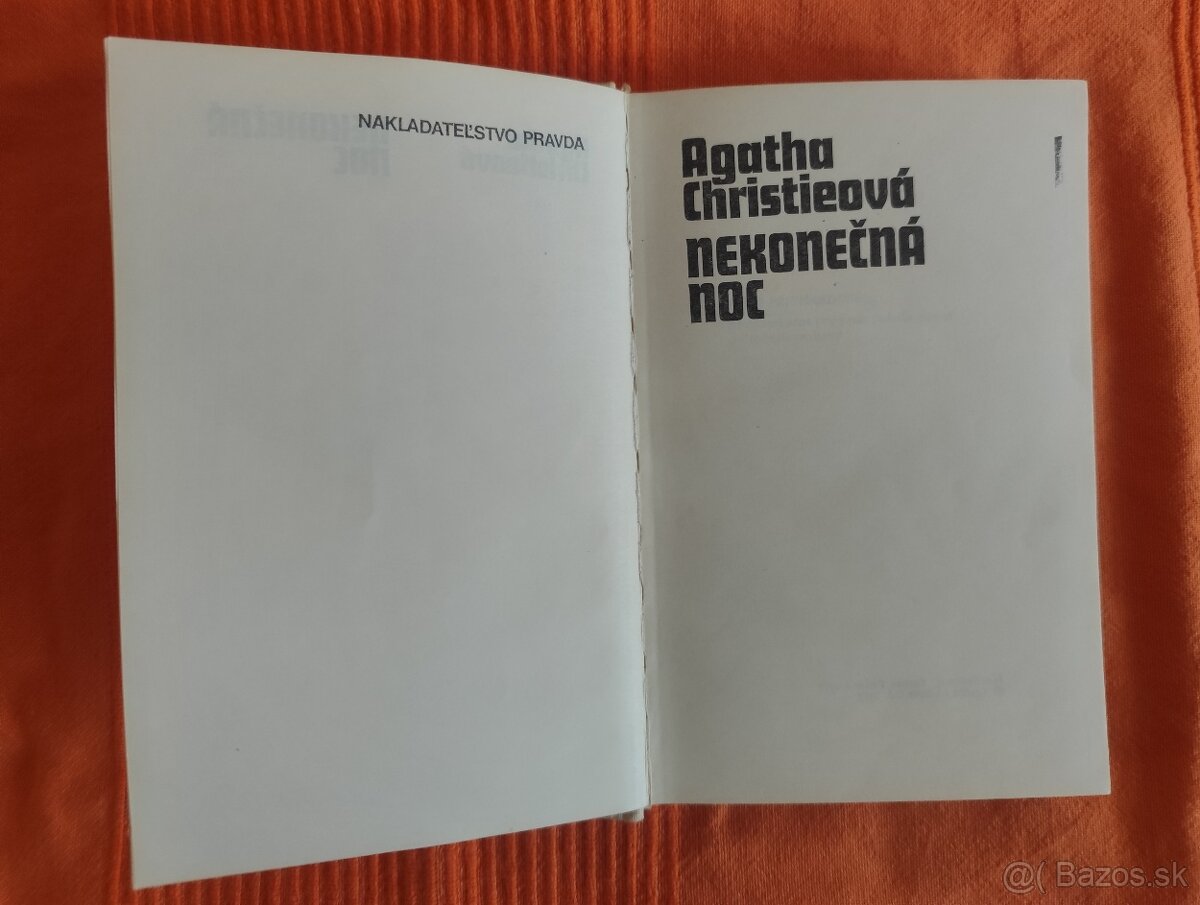 NAKLADATEĽSTVO PRAVDA
Agatha
Christieová
NEKONEČNÁ
NOC
@( Bazos.sk